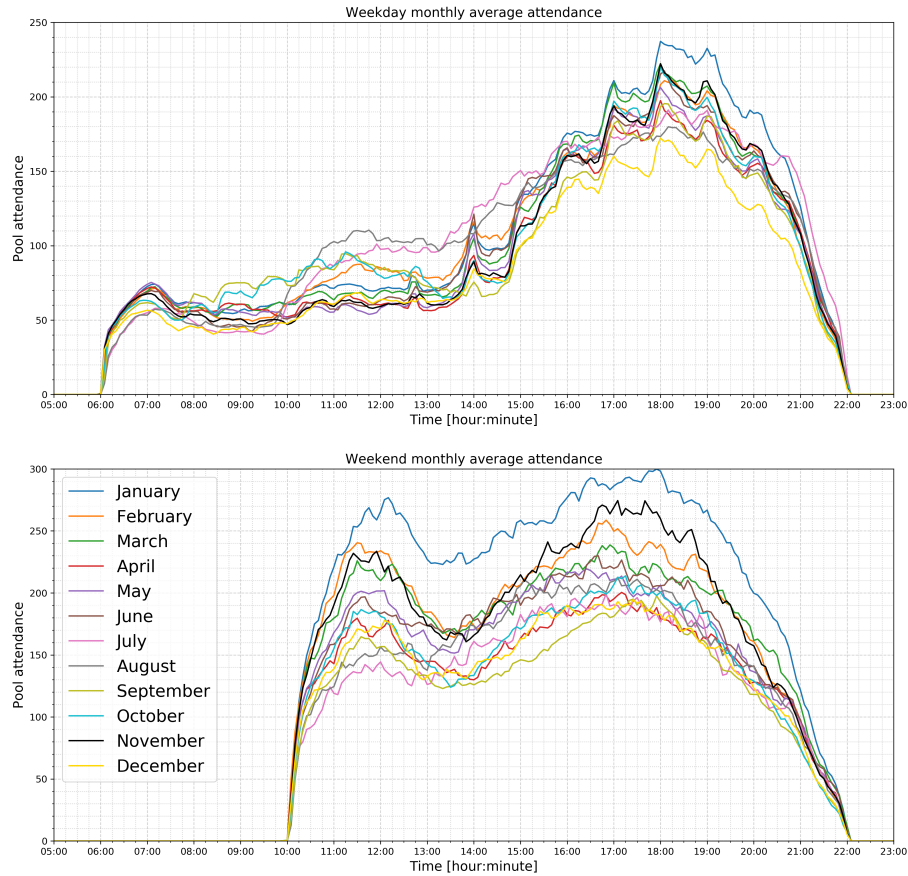 Weekday monthly average attendance
250
200
150
100
50
0
Pool attendance
05:00 06:00 07:00 08:00 09:00 10:00 11:00 12:00 13:00 14:00 15:00 16:00 17:00 18:00 19:00 20:00 21:00 22:00 23:00
Time [hour:minute]
Weekend monthly average attendance
300
250
200
150
100
50
0
Pool attendance
January
February
March
April
May
June
July
August
September
October
November
December
05:00 06:00 07:00 08:00 09:00 10:00 11:00 12:00 13:00 14:00 15:00 16:00 17:00 18:00 19:00 20:00 21:00 22:00 23:00
Time [hour:minute]